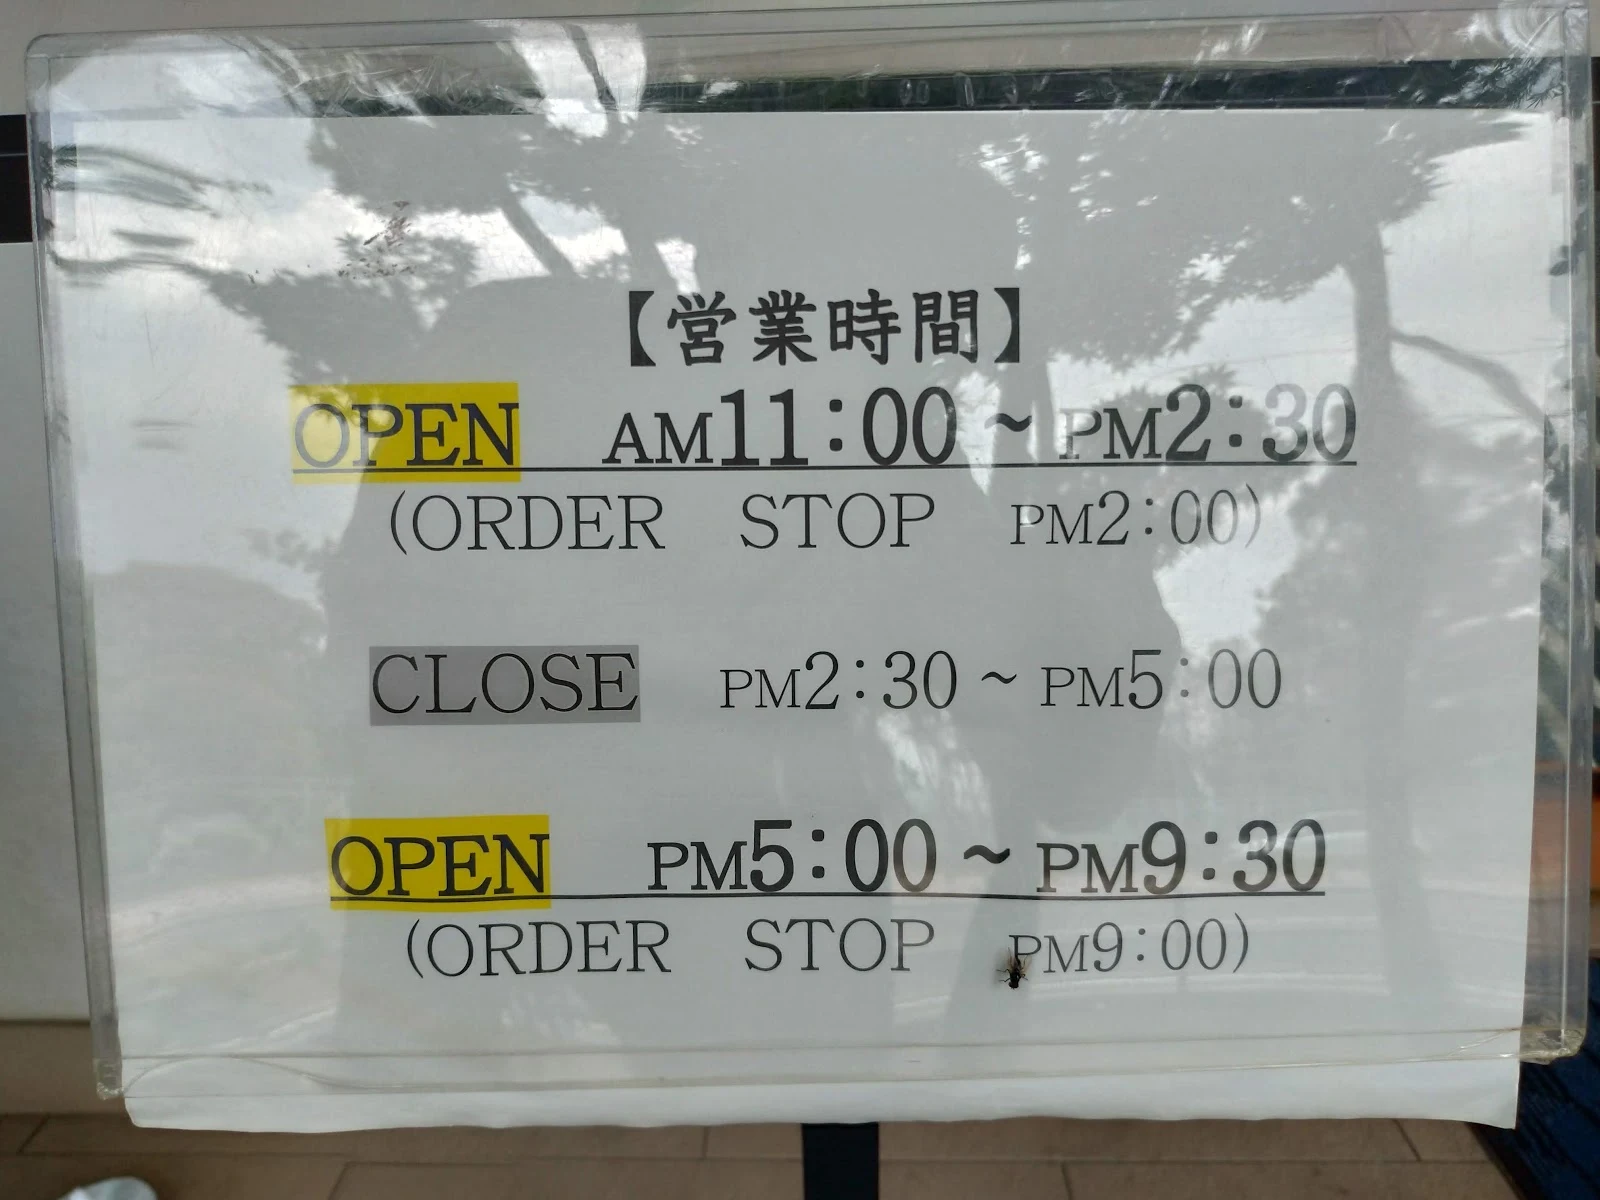 【営業時間】
OPEN AM11:00～PM2:30
(ORDER STOP PM2:00)
CLOSE PM2:30～PM5:00
OPEN PM5:00～PM9:30
(ORDER STOP PM9:00)